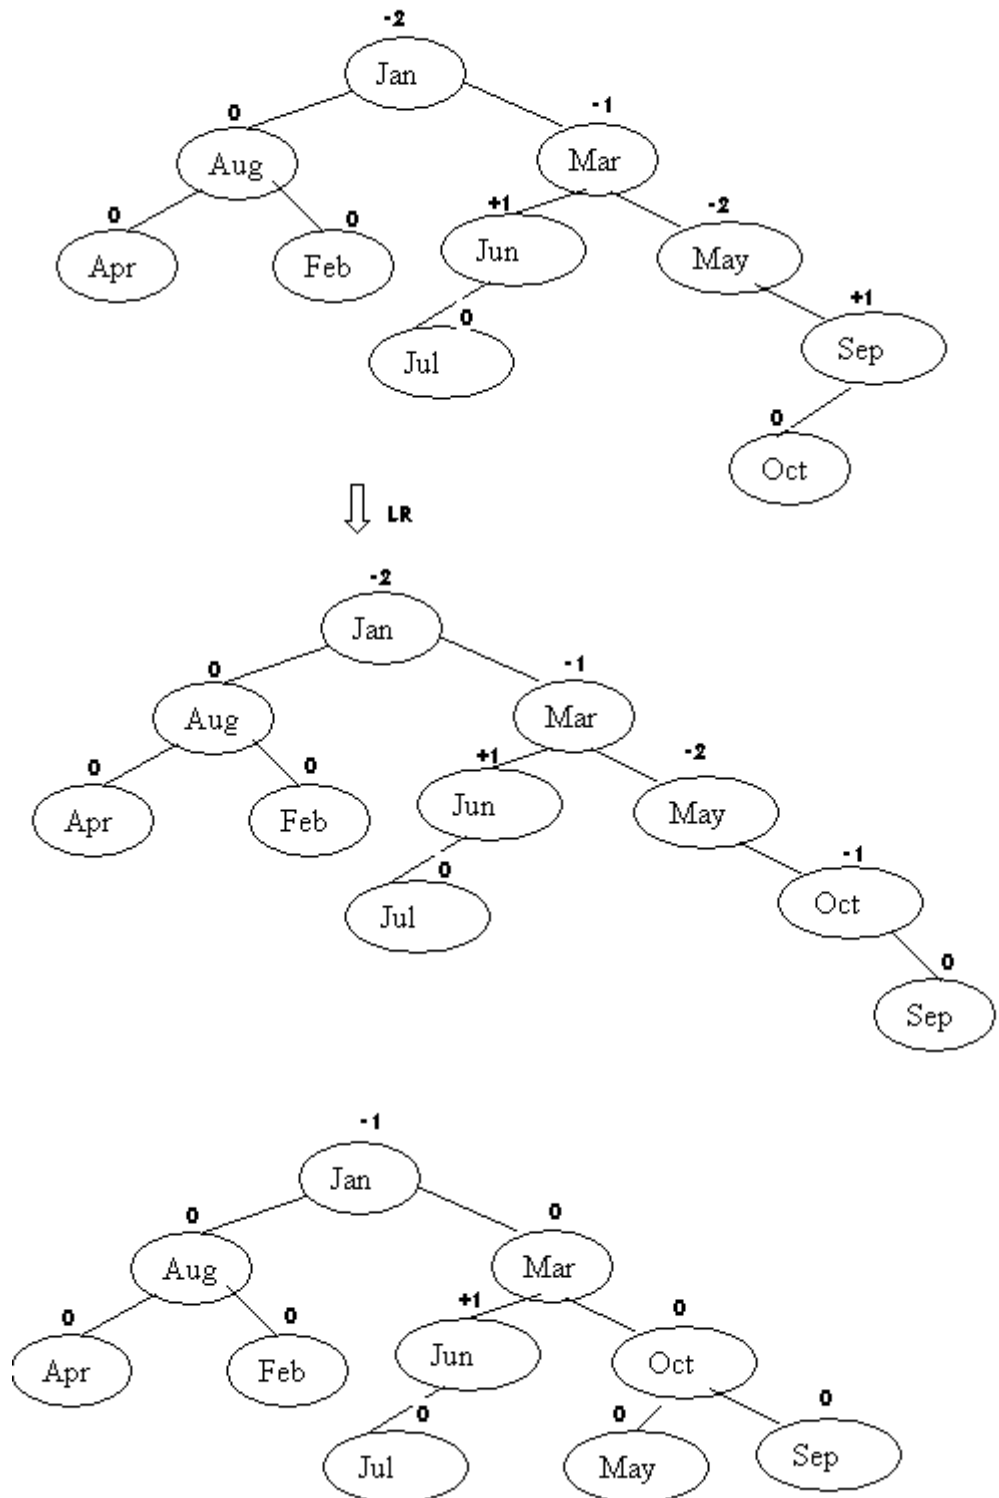 -2
Jan
0 -1
Aug Mar
0 0 +1 -2
Apr Feb Jun May
0 +1
Jul Sep
0
Oct
LR
-2
Jan
0 -1
Aug Mar
0 0 +1 -2
Apr Feb Jun May
0 -1
Jul Oct
0
Sep
-1
Jan
0 0
Aug Mar
0 0 +1 0
Apr Feb Jun Oct
0 0 0
Jul May Sep